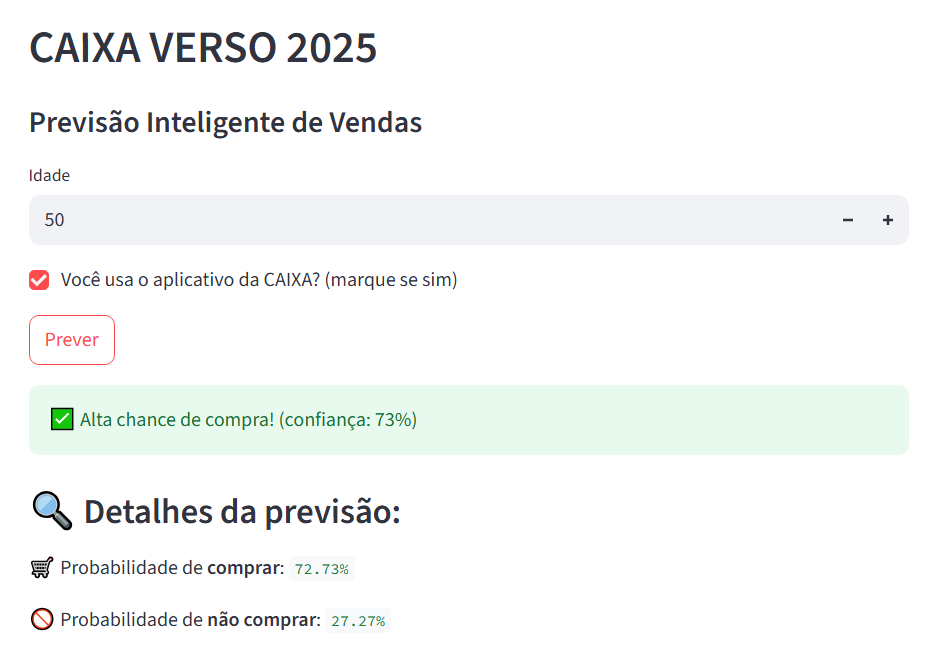 CAIXA VERSO 2025
Previsão Inteligente de Vendas
Idade
50
Você usa o aplicativo da CAIXA? (marque se sim)
Prever
Alta chance de compra! (confiança: 73%)
Detalhes da previsão:
Probabilidade de comprar: 72.73%
Probabilidade de não comprar: 27.27%